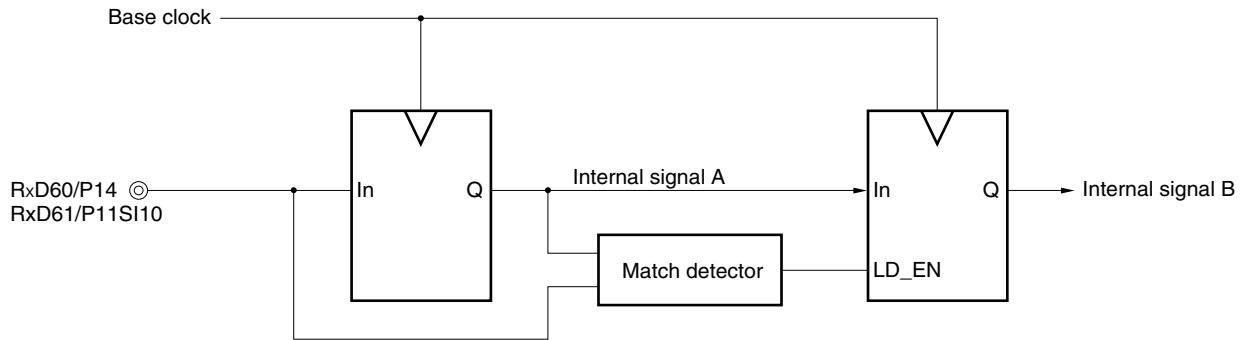 Base clock
RxD60/P14
RxD61/P11SI10
In
Q
Internal signal A
In
Q
Internal signal B
Match detector
LD_EN